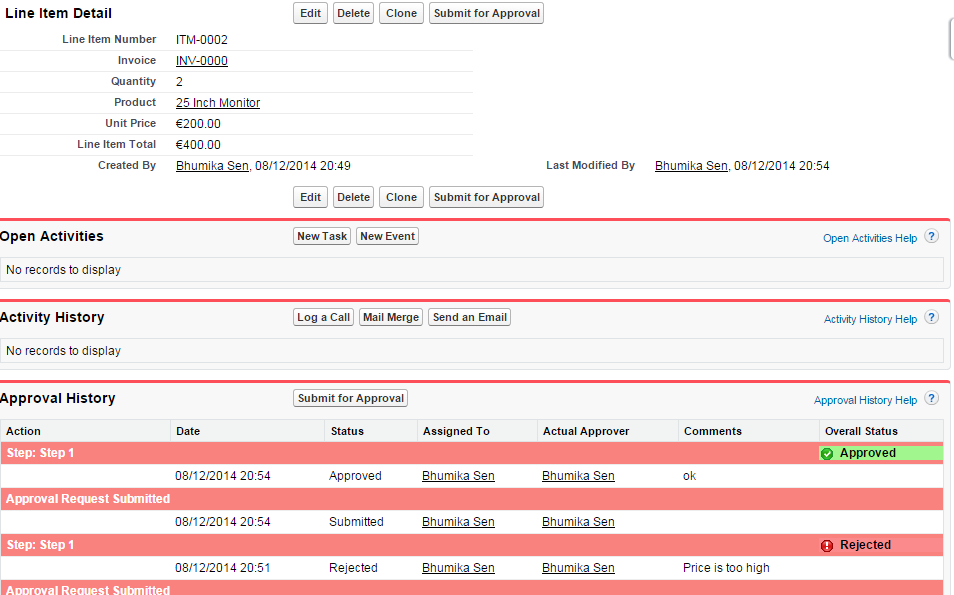 Line Item Detail Edit Delete Clone Submit for Approval
Line Item Number ITM-0002
Invoice INV-0000
Quantity 2
Product 25 Inch Monitor
Unit Price €200.00
Line Item Total €400.00
Created By Bhumika Sen, 08/12/2014 20:49 Last Modified By Bhumika Sen, 08/12/2014 20:54
Edit Delete Clone Submit for Approval
Open Activities New Task New Event Open Activities Help ?
No records to display
Activity History Log a Call Mail Merge Send an Email Activity History Help ?
No records to display
Approval History Submit for Approval Approval History Help ?
Action Date Status Assigned To Actual Approver Comments Overall Status
Step: Step 1 Approved
08/12/2014 20:54 Approved Bhumika Sen Bhumika Sen ok
Approval Request Submitted
08/12/2014 20:54 Submitted Bhumika Sen Bhumika Sen
Step: Step 1 Rejected
08/12/2014 20:51 Rejected Bhumika Sen Bhumika Sen Price is too high
Approval Request Submitted